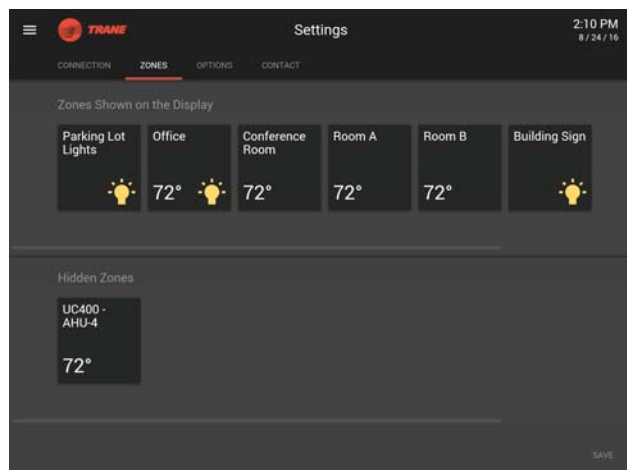 TRANE
Settings
2:10 PM
8 / 24 / 16
CONNECTION ZONES OPTIONS CONTACT
Zones Shown on the Display
Parking Lot
Lights
Office
72°
Conference
Room
72°
Room A
72°
Room B
72°
Building Sign
Hidden Zones
UC400 -
AHU-4
72°
SAVE